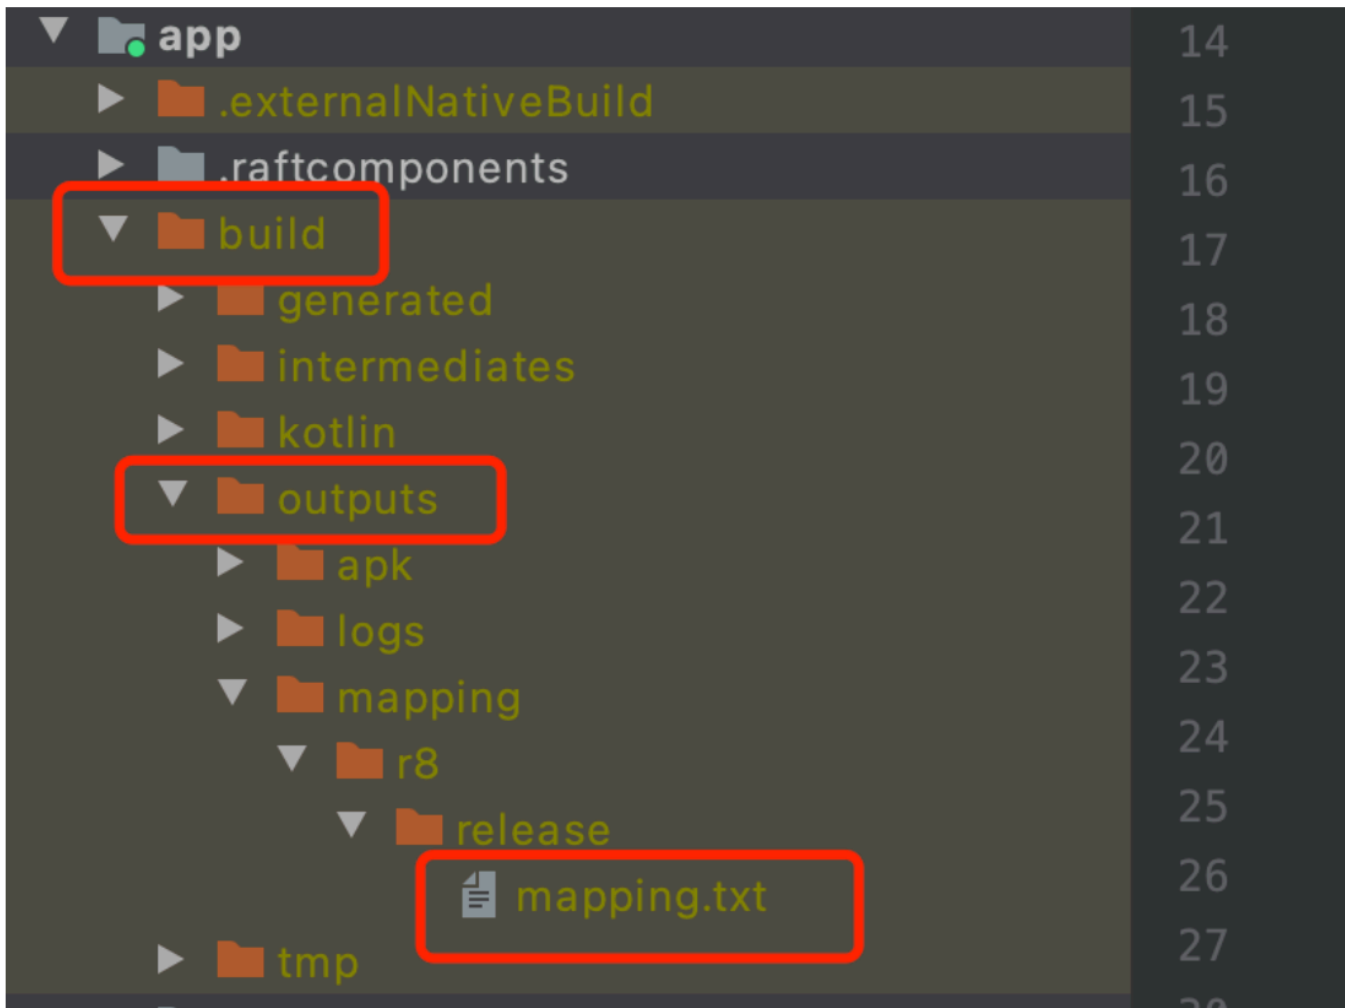 app
.externalNativeBuild
.raftcomponents
build
generated
intermediates
kotlin
outputs
apk
logs
mapping
r8
release
mapping.txt
tmp
14
15
16
17
18
19
20
21
22
23
24
25
26
27